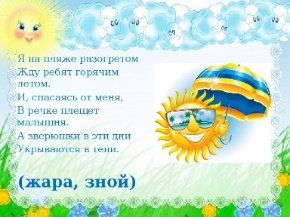 Я на пляже разогретом
Жду ребят горячим
летом.
И, спасаясь от меня,
В речке плещет
малышня.
А зверюшки в эти дни
Укрываются в тени.
(жара, зной)